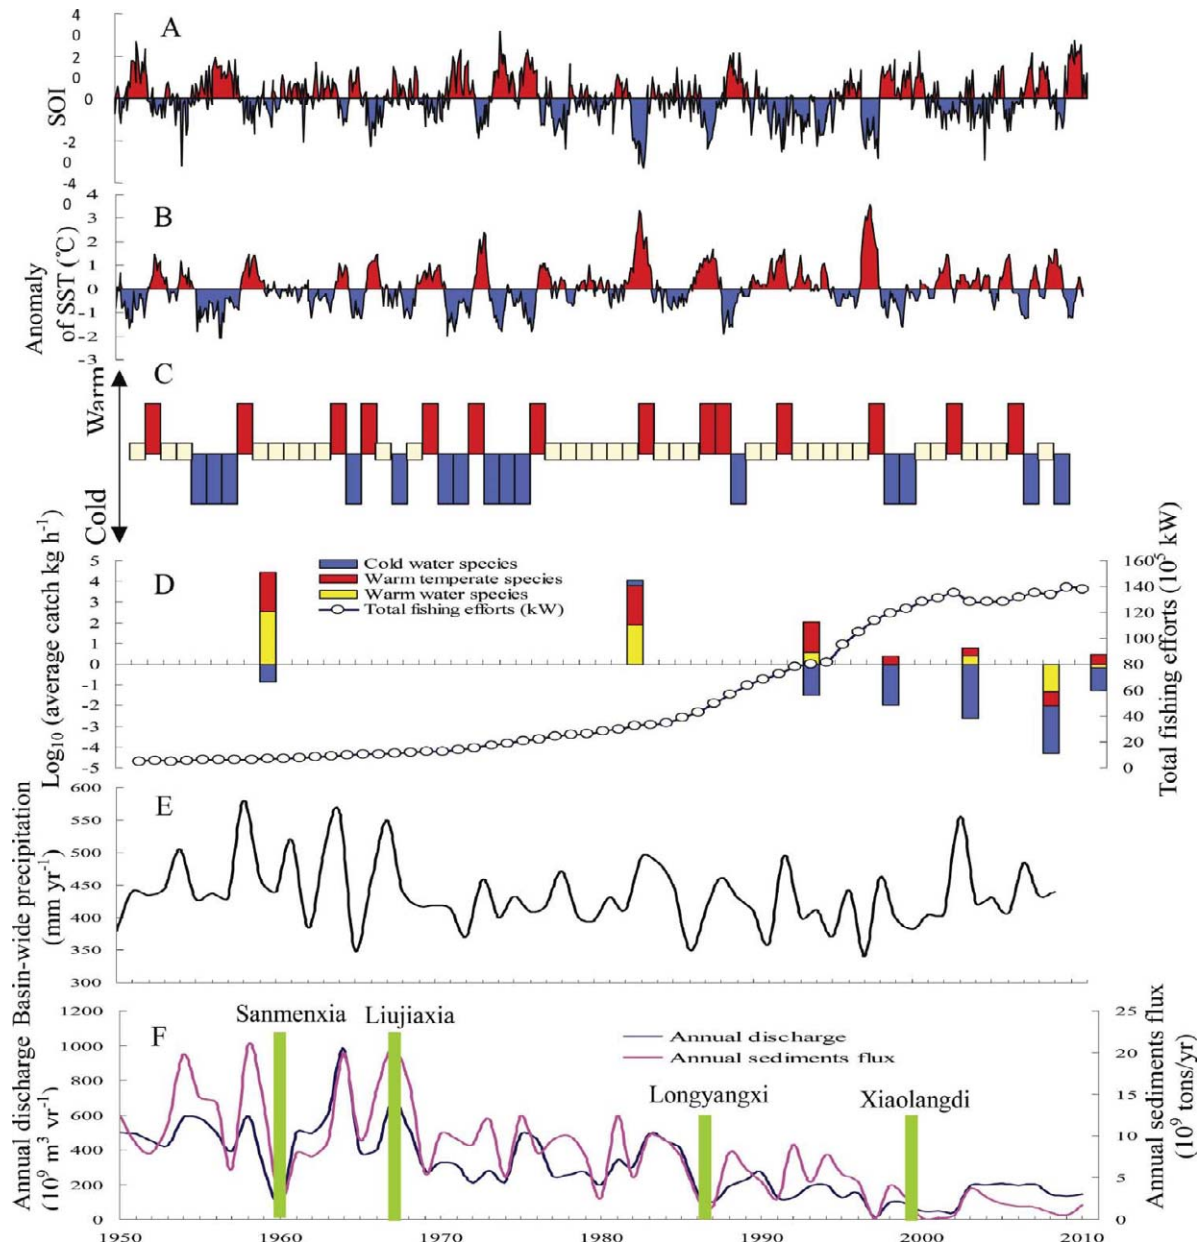 A
4
0
2
0
0
-2
0
-4
SOI
B
0
4
3
2
1
0
-1
-2
-3
Anomaly
of SST (℃)
C
Warm
Cold
D
Cold water species
Warm temperate species
Warm water species
Total fishing efforts (kW)
5
4
3
2
1
0
-1
-2
-3
-4
-5
Log10 (average catch kg h-1)
160
140
120
100
80
60
40
20
0
Total fishing efforts (10^5 kW)
E
600
550
500
450
400
350
300
Basin-wide precipitation
(mm yr-1)
F
Sanmenxia
Liujiaxia
Annual discharge
Annual sediments flux
Longyangxi
Xiaolangdi
1200
1000
800
600
400
200
0
Annual discharge
(10^9 m3 yr-1)
25
20
15
10
5
0
Annual sediments flux
(10^9 tons/yr)
1950
1960
1970
1980
1990
2000
2010